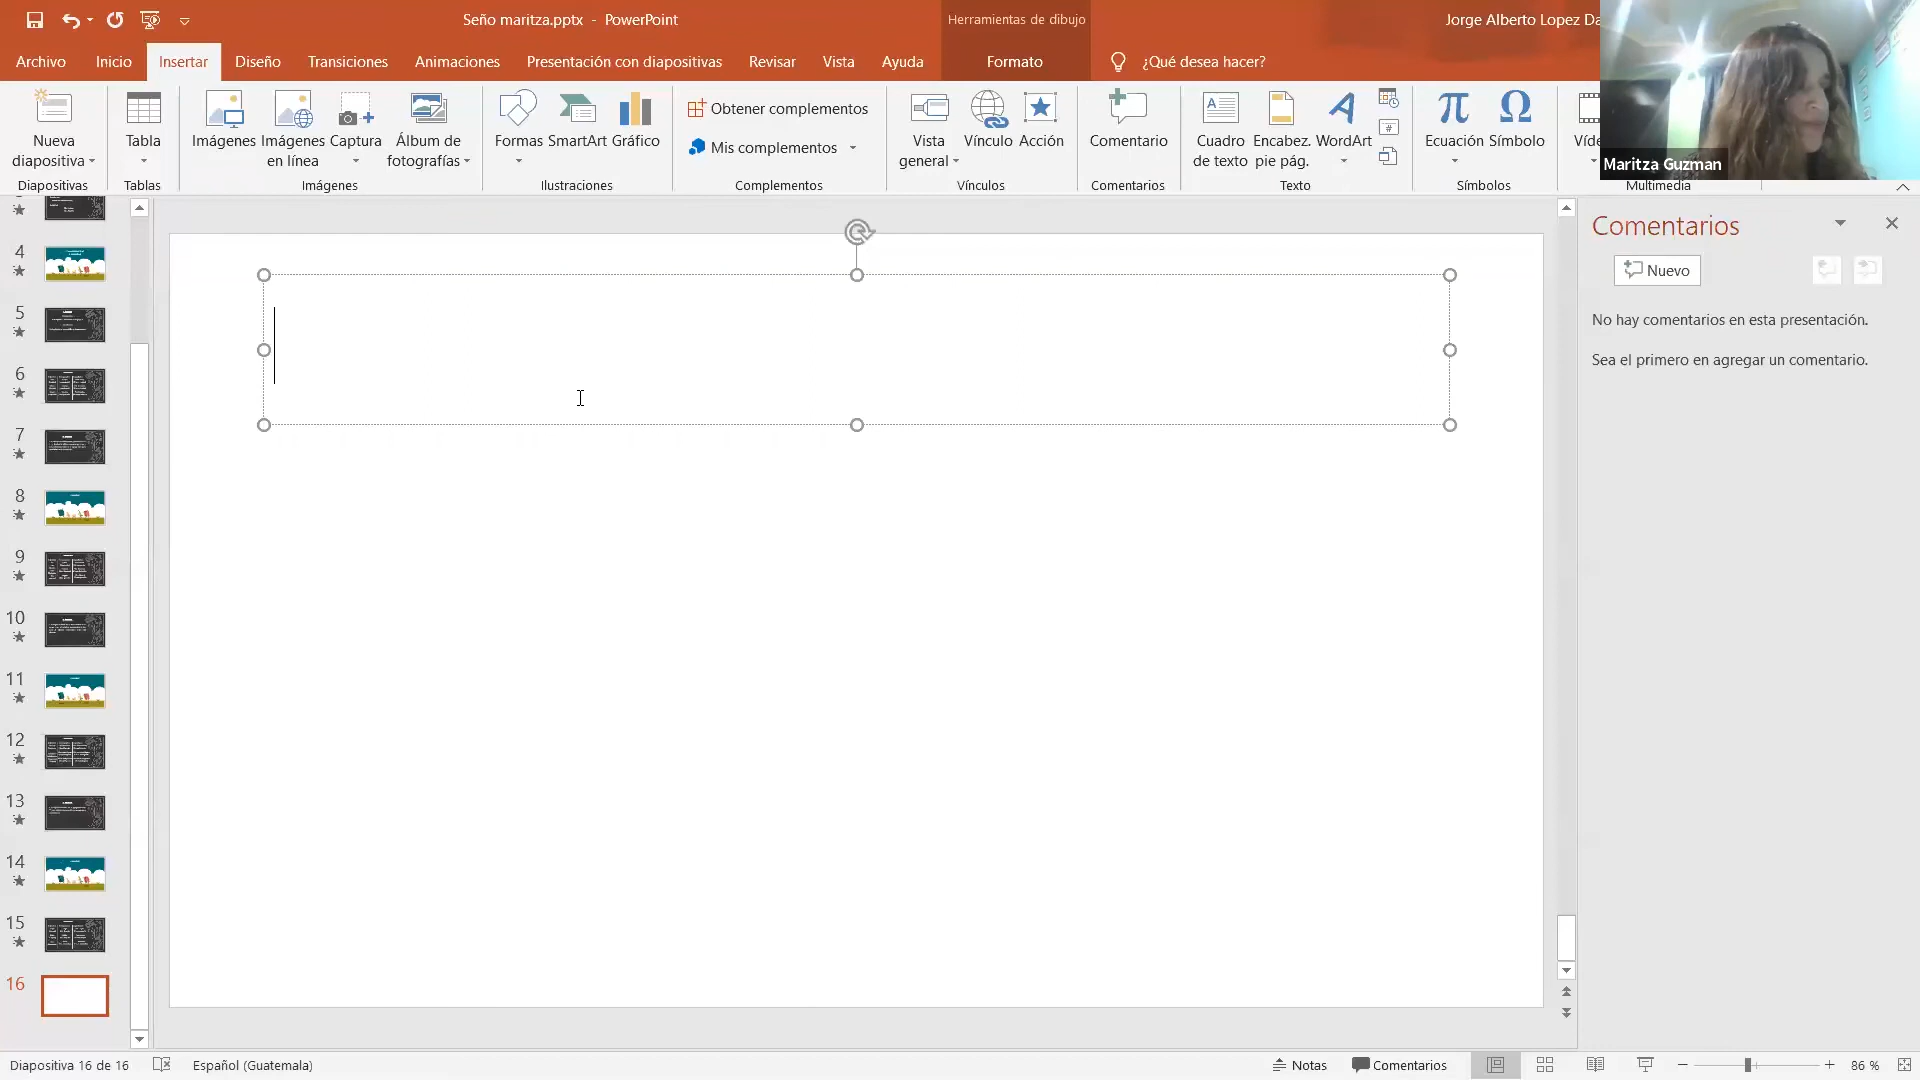 Seño maritza.pptx - PowerPoint
Herramientas de dibujo
Jorge Alberto Lopez Da
Archivo
Inicio
Insertar
Diseño
Transiciones
Animaciones
Presentación con diapositivas
Revisar
Vista
Ayuda
Formato
¿Qué desea hacer?
Nueva
diapositiva
Diapositivas
Tabla
Tablas
Imágenes
Imágenes
en línea
Captura
Álbum de
fotografías
Imágenes
Formas
SmartArt
Gráfico
Ilustraciones
Obtener complementos
Mis complementos
Complementos
Vista
general
Vínculo
Acción
Vínculos
Comentario
Comentarios
Cuadro
de texto
Encabez.
pie pág.
WordArt
Texto
Ecuación
Símbolo
Símbolos
Víde
Multimedia
Maritza Guzman
4
5
6
7
8
9
10
11
12
13
14
15
16
Comentarios
Nuevo
No hay comentarios en esta presentación.
Sea el primero en agregar un comentario.
Diapositiva 16 de 16
Español (Guatemala)
Notas
Comentarios
86 %